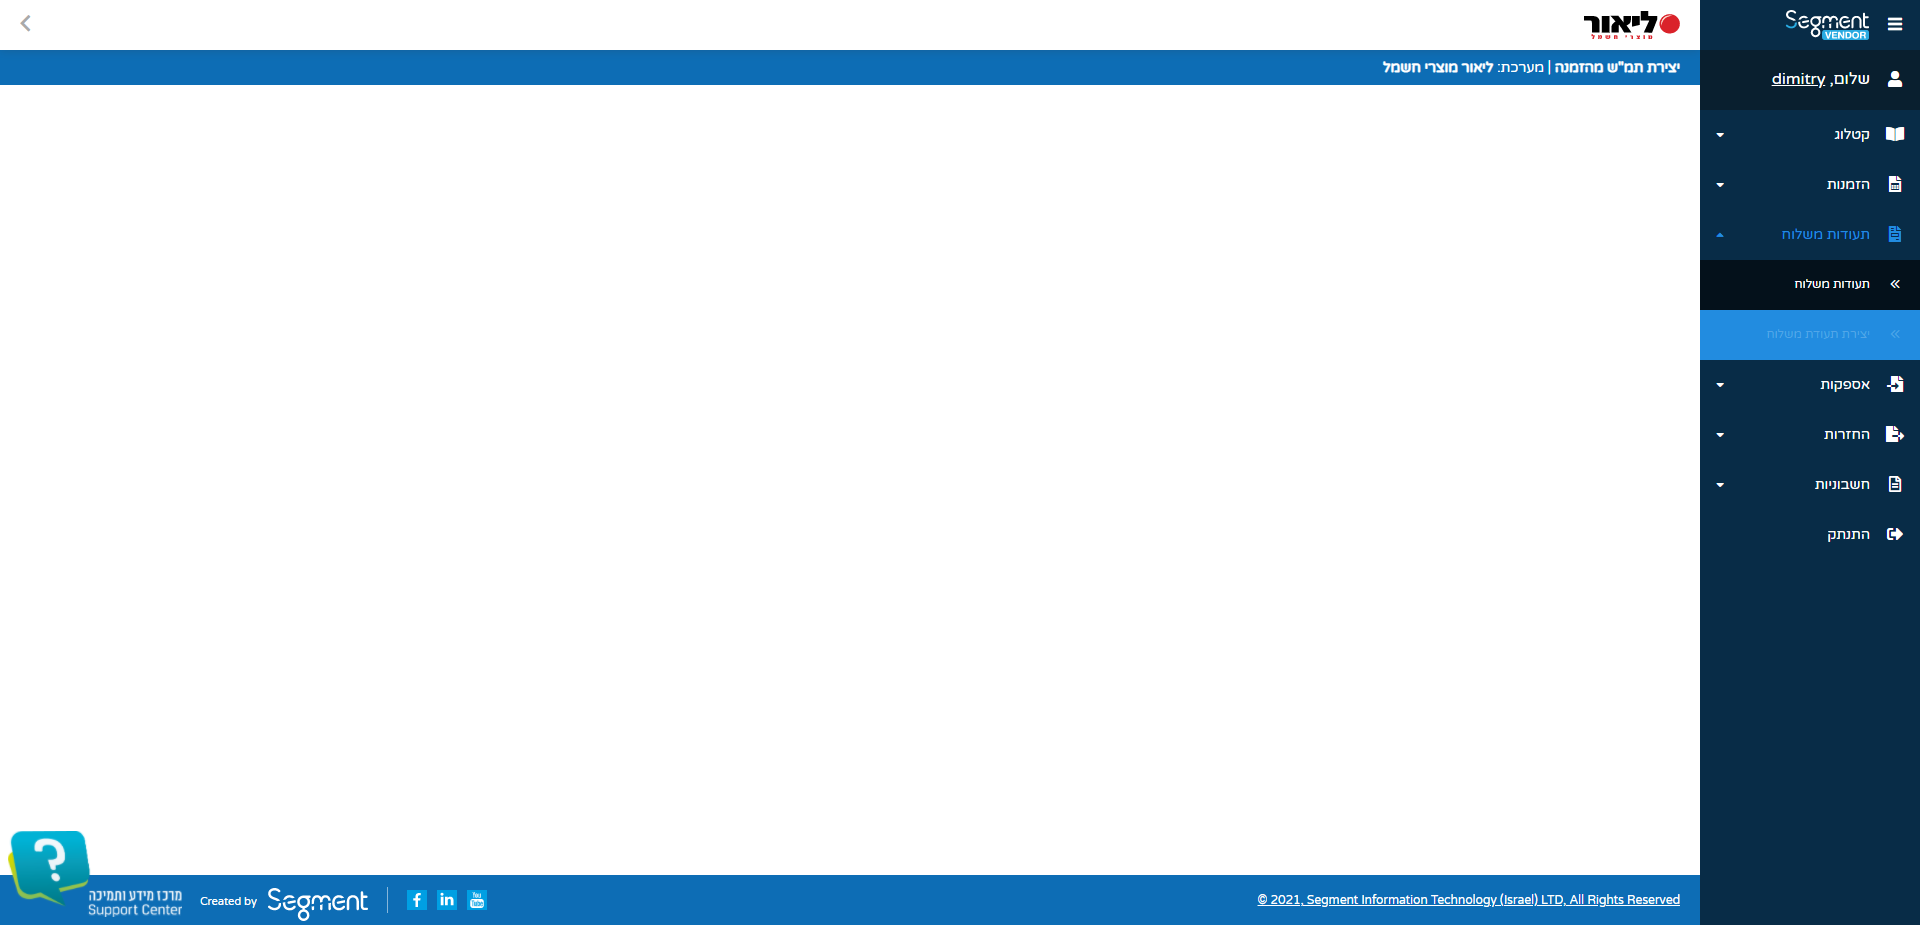 Segment
VENDOR
ליאור
מוצרי חשמל
יצירת תמ"ש מהזמנה | מערכת: ליאור מוצרי חשמל
שלום, dimitry
קטלוג
הזמנות
תעודות משלוח
תעודות משלוח
יצירת תעודת משלוח
אספקות
החזרות
חשבוניות
התנתק
?
מרכז מידע ותמיכה
Support Center
Created by Segment
f
in
You
Tube
© 2021, Segment Information Technology (Israel) LTD, All Rights Reserved